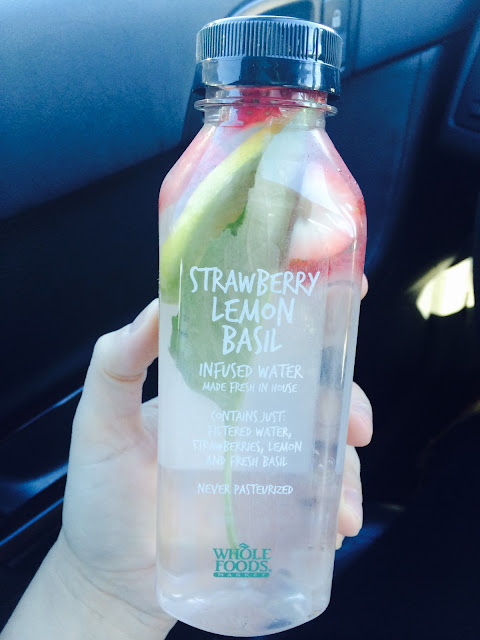 STRAWBERRY
LEMON
BASIL
INFUSED WATER
MADE FRESH IN HOUSE
CONTAINS JUST:
FILTERED WATER,
STRAWBERRIES, LEMON
AND FRESH BASIL
NEVER PASTEURIZED
WHOLE
FOODS
MARKET